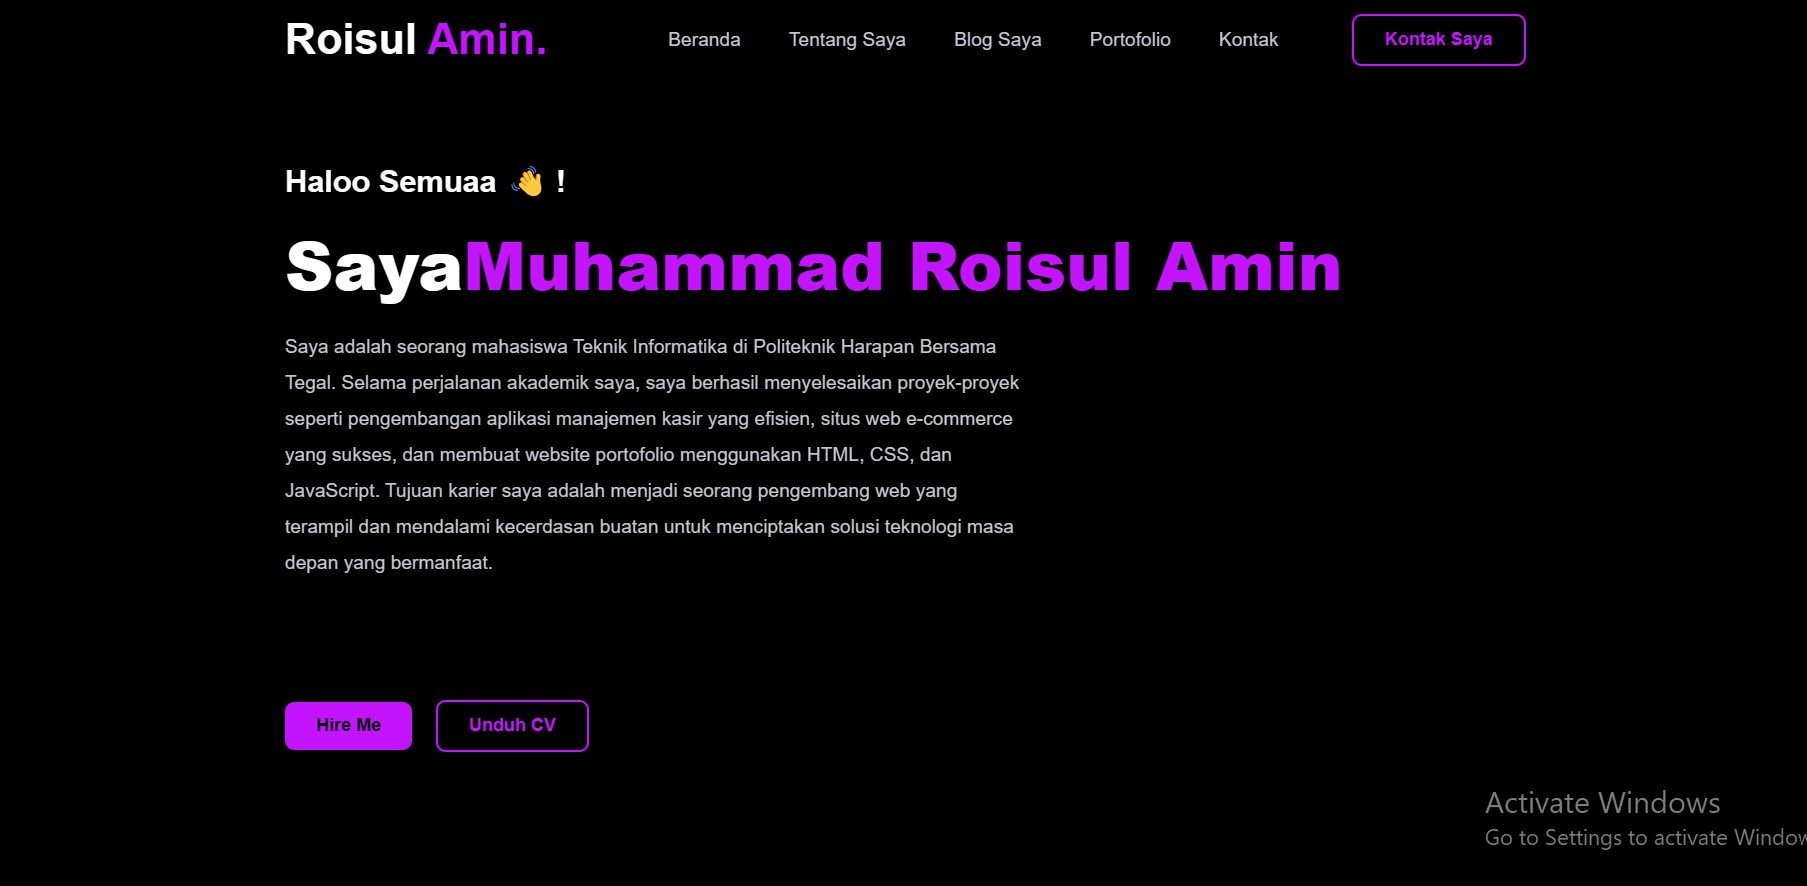 Roisul Amin.
Beranda Tentang Saya Blog Saya Portofolio Kontak Kontak Saya
Haloo Semuaa 👋 !
SayaMuhammad Roisul Amin
Saya adalah seorang mahasiswa Teknik Informatika di Politeknik Harapan Bersama
Tegal. Selama perjalanan akademik saya, saya berhasil menyelesaikan proyek-proyek
seperti pengembangan aplikasi manajemen kasir yang efisien, situs web e-commerce
yang sukses, dan membuat website portofolio menggunakan HTML, CSS, dan
JavaScript. Tujuan karier saya adalah menjadi seorang pengembang web yang
terampil dan mendalami kecerdasan buatan untuk menciptakan solusi teknologi masa
depan yang bermanfaat.
Hire Me Unduh CV
Activate Windows
Go to Settings to activate Window